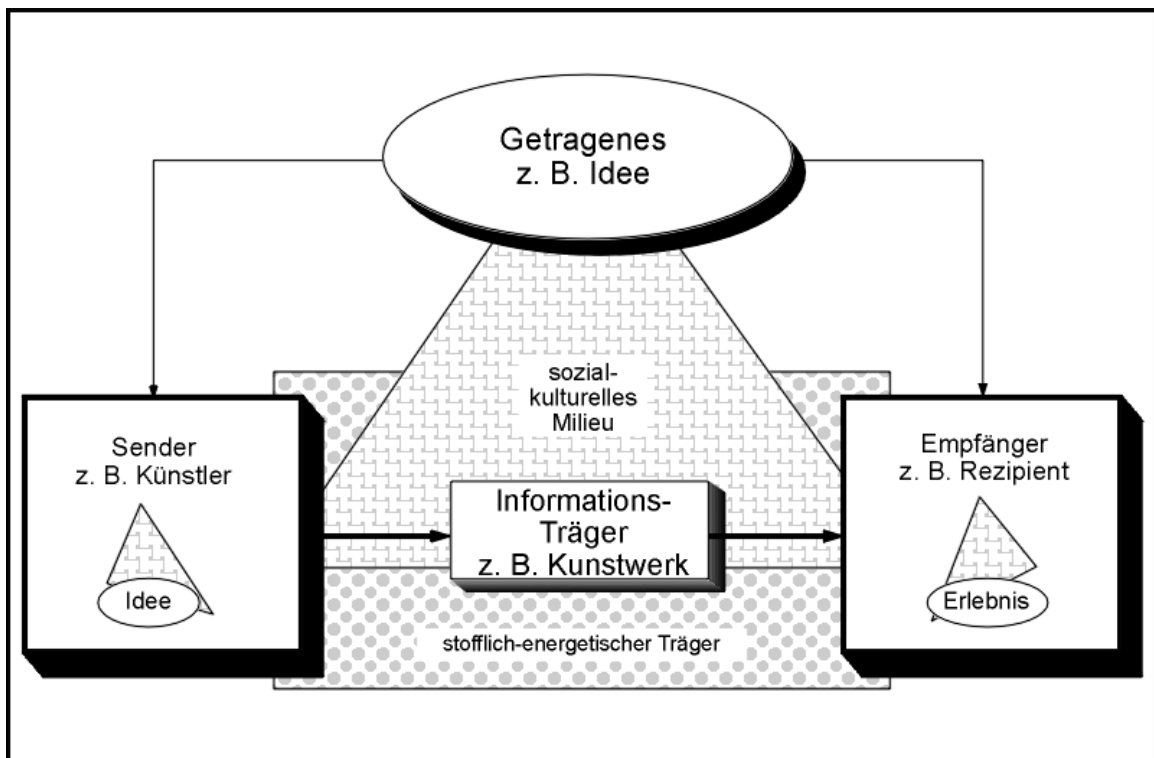 Getragenes
z. B. Idee
sozial-
kulturelles
Milieu
Sender
z. B. Künstler
Idee
Informations-
Träger
z. B. Kunstwerk
Empfänger
z. B. Rezipient
Erlebnis
stofflich-energetischer Träger